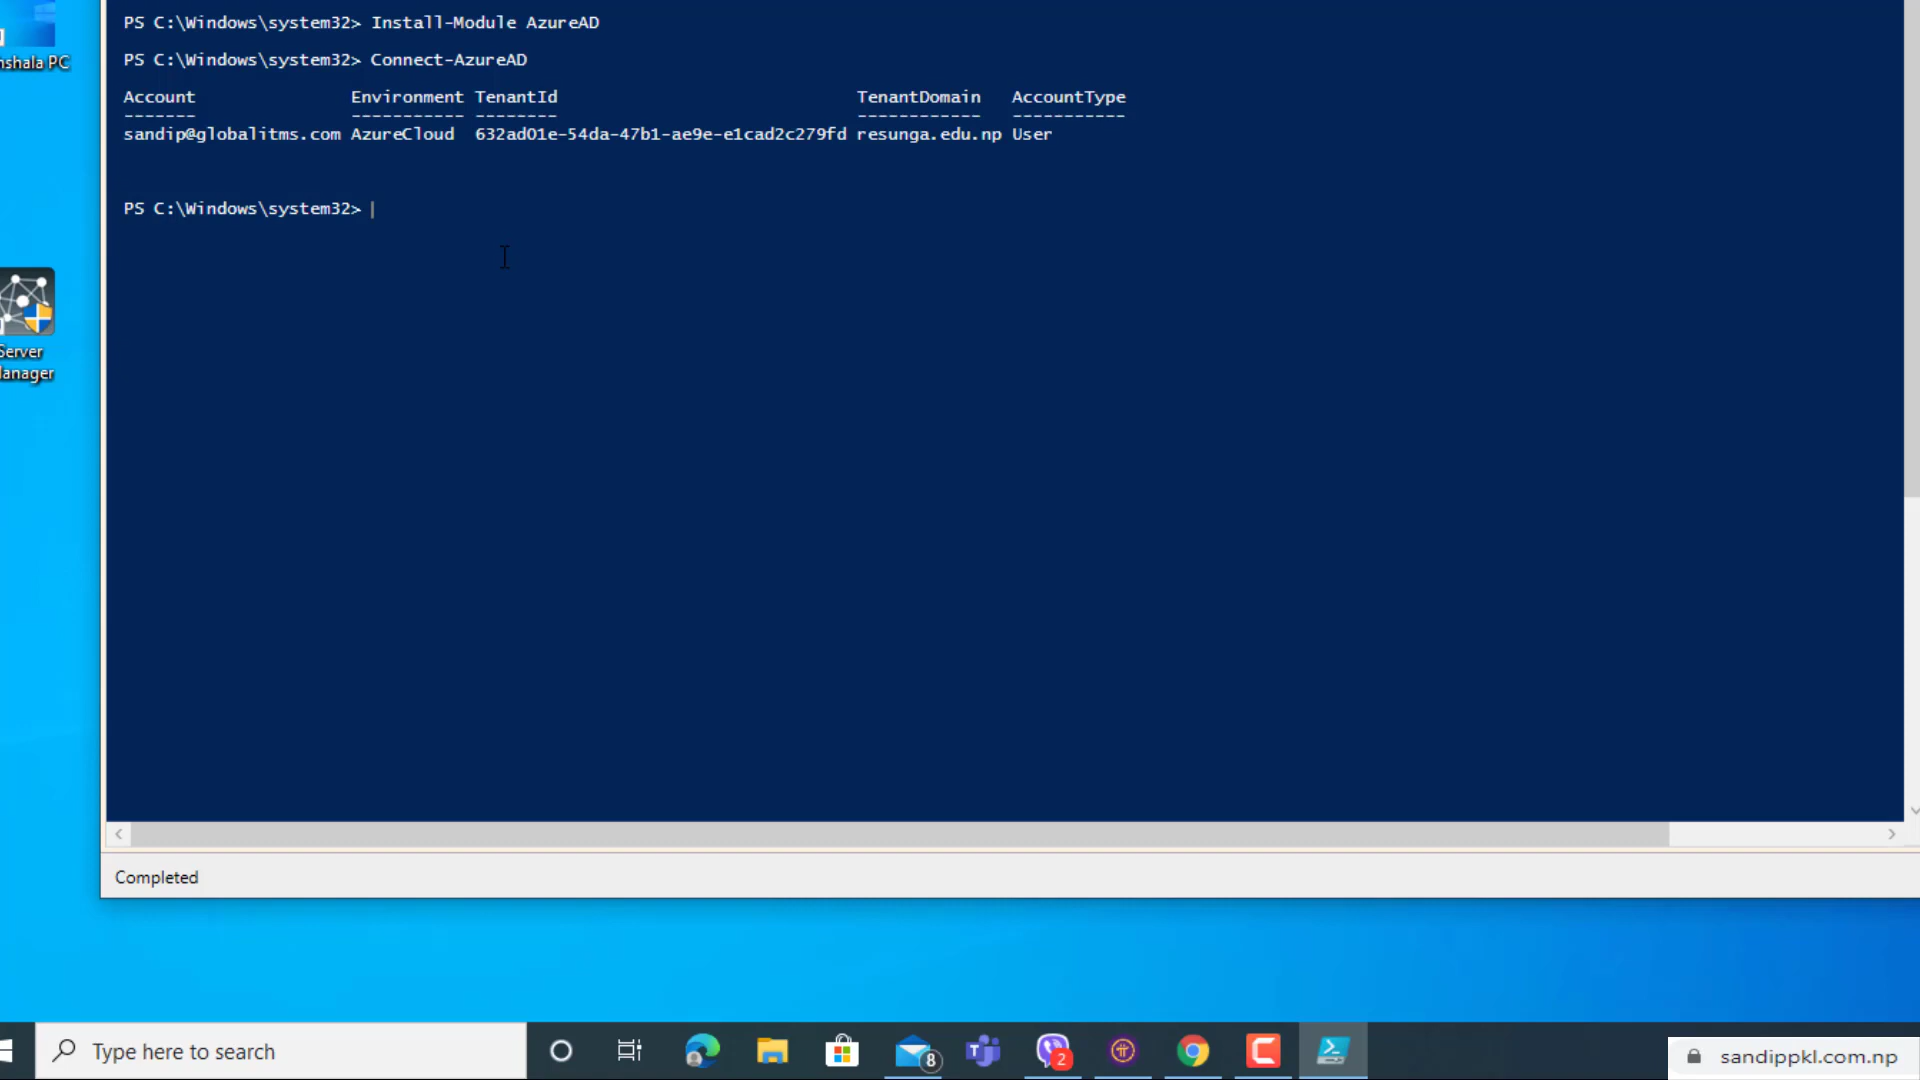 PS C:\Windows\system32> Install-Module AzureAD
nshala PC
PS C:\Windows\system32> Connect-AzureAD
Account Environment TenantId TenantDomain AccountType
------- ----------- -------- ------------ -----------
sandip@globalitms.com AzureCloud 632ad01e-54da-47b1-ae9e-e1cad2c279fd resunga.edu.np User
PS C:\Windows\system32>
Server
Manager
Completed
Type here to search
8
2
sandippkl.com.np